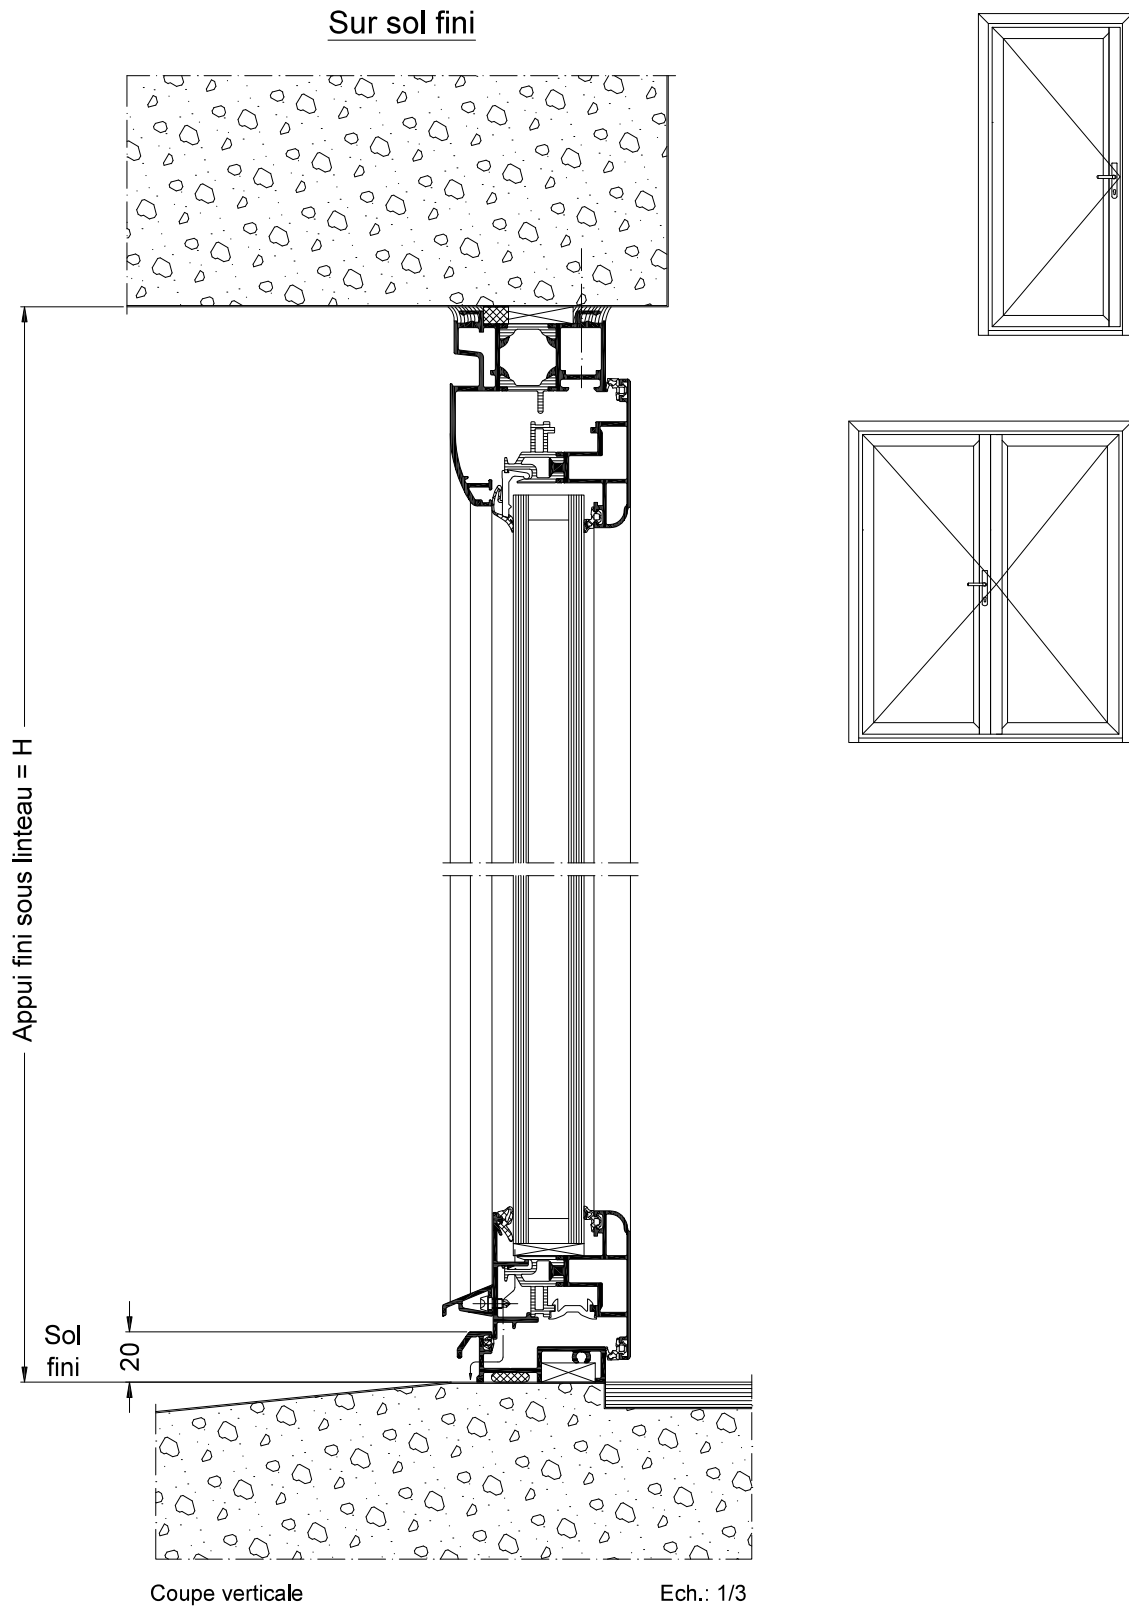 Sur sol fini
Appui fini sous linteau = H
Sol
fini
20
Coupe verticale
Ech.: 1/3